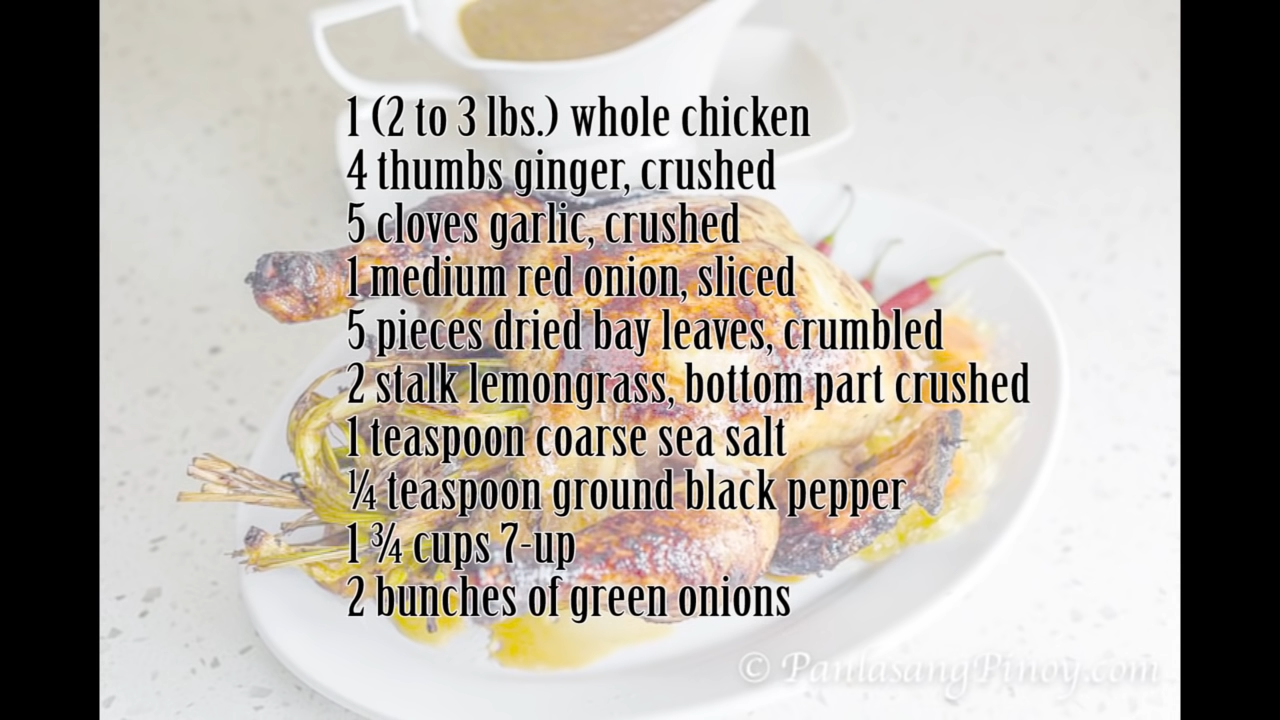 1 (2 to 3 lbs.) whole chicken
4 thumbs ginger, crushed
5 cloves garlic, crushed
1 medium red onion, sliced
5 pieces dried bay leaves, crumbled
2 stalk lemongrass, bottom part crushed
1 teaspoon coarse sea salt
¼ teaspoon ground black pepper
1 ¾ cups 7-up
2 bunches of green onions
© PanlasangPinoy.com